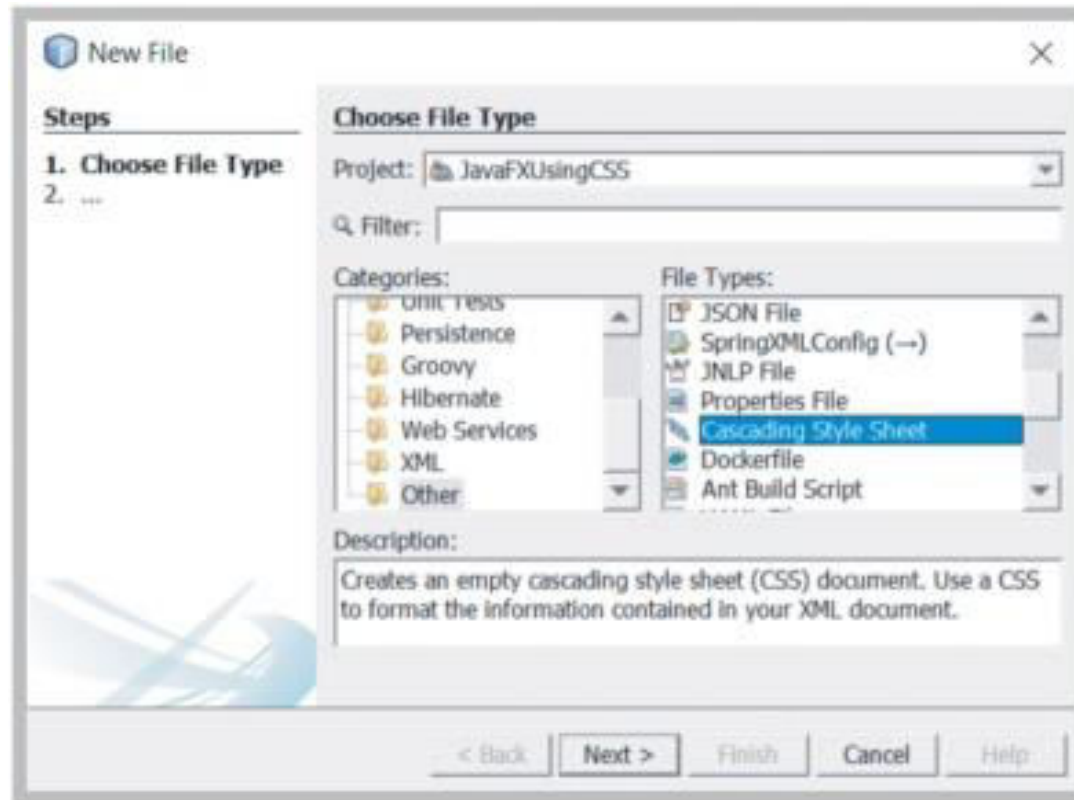 New File
Steps
1. Choose File Type
2. ...
Choose File Type
Project: JavaFXUsingCSS
Filter:
Categories:
Unit Tests
Persistence
Groovy
Hibernate
Web Services
XML
Other
File Types:
JSON File
SpringXMLConfig (→)
JNLP File
Properties File
Cascading Style Sheet
Dockerfile
Ant Build Script
Description:
Creates an empty cascading style sheet (CSS) document. Use a CSS
to format the information contained in your XML document.
< Back
Next >
Finish
Cancel
Help